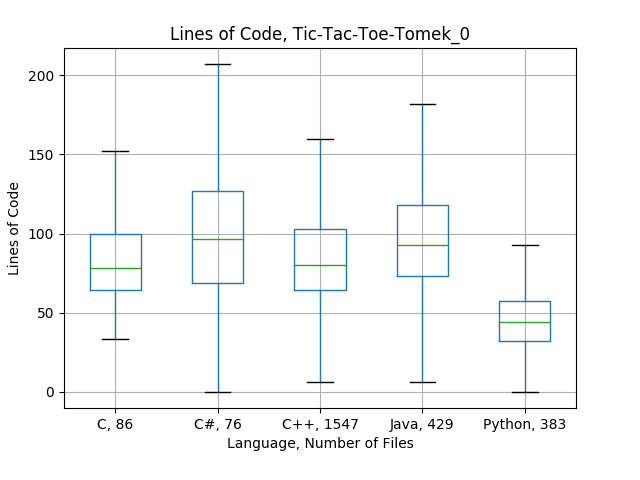 Lines of Code, Tic-Tac-Toe-Tomek_0
200
150
100
50
0
Lines of Code
C, 86 C#, 76 C++, 1547 Java, 429 Python, 383
Language, Number of Files